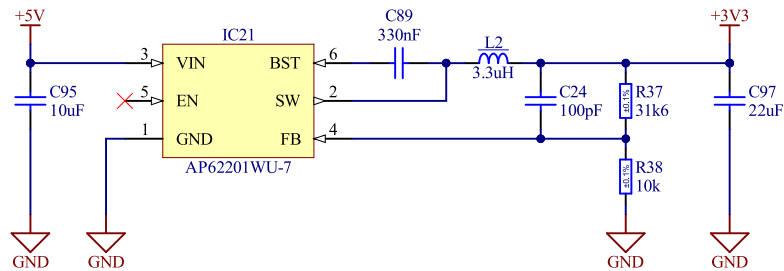 +5V
C89
330nF
+3V3
IC21
3
VIN
BST
6
L2
3.3uH
C95
10uF
5
EN
SW
2
C24
100pF
±0.1%
R37
31k6
C97
22uF
1
GND
FB
4
AP62201WU-7
±0.1%
R38
10k
GND
GND
GND
GND